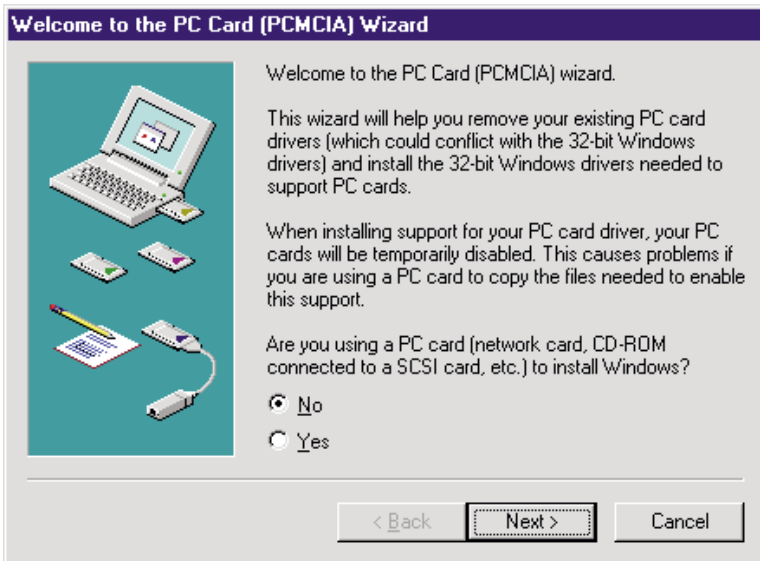 Welcome to the PC Card (PCMCIA) Wizard
Welcome to the PC Card (PCMCIA) wizard.
This wizard will help you remove your existing PC card
drivers (which could conflict with the 32-bit Windows
drivers) and install the 32-bit Windows drivers needed to
support PC cards.
When installing support for your PC card driver, your PC
cards will be temporarily disabled. This causes problems if
you are using a PC card to copy the files needed to enable
this support.
Are you using a PC card (network card, CD-ROM
connected to a SCSI card, etc.) to install Windows?
No
Yes
< Back
Next >
Cancel